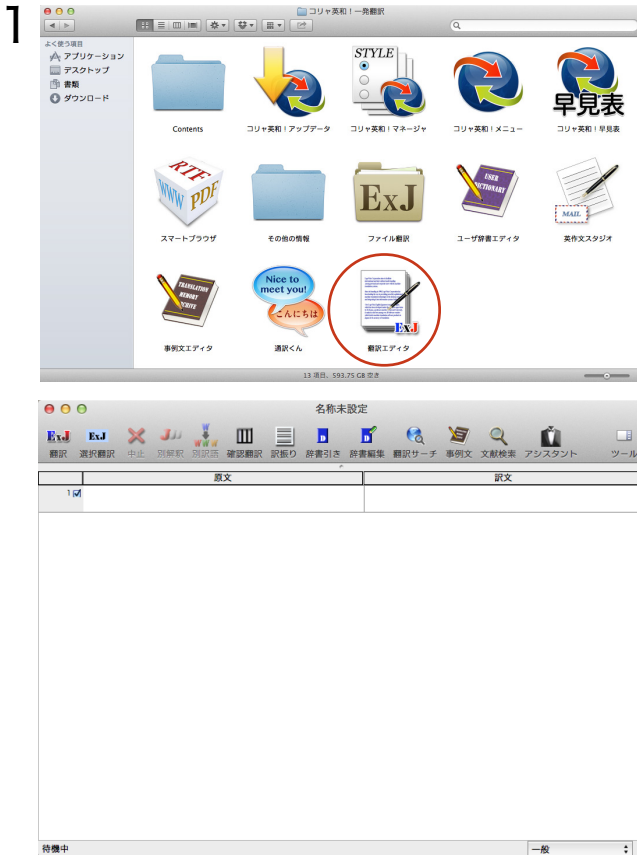 1
コリャ英和！一発翻訳
よく使う項目
アプリケーション
デスクトップ
書類
ダウンロード
STYLE
早見表
Contents
コリャ英和！アップデータ
コリャ英和！マネージャ
コリャ英和！メニュー
コリャ英和！早見表
RTF
WWW
PDF
ExJ
USER
DICTIONARY
MAIL
スマートブラウザ
その他の情報
ファイル翻訳
ユーザ辞書エディタ
英作文スタジオ
TRANSLATION
MEMORY
ARCHIVE
Nice to
meet you!
こんにちは
ExJ
事例文エディタ
通訳くん
翻訳エディタ
13 項目、593.75 GB 空き
名称未設定
ExJ ExJ J W WWW D D
翻訳 選択翻訳 中止 別解釈 別訳語 確認翻訳 訳振り 辞書引き 辞書編集 翻訳サーチ 事例文 文献検索 アシスタント ツール
原文 訳文
1
待機中 一般